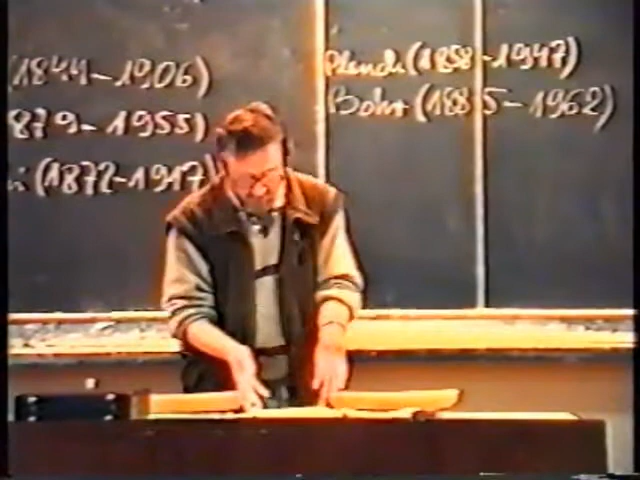 (1844-1906)
879-1955)
i (1872-1917
Planck (1858-1947)
Bohr (1885-1962)